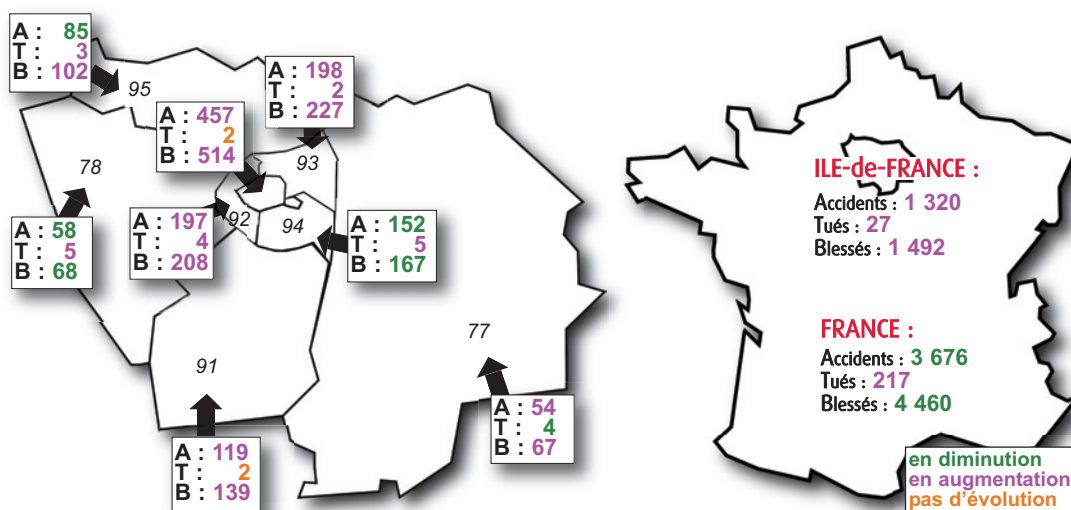 A : 85
T : 3
B : 102
95
A : 198
T : 2
B : 227
A : 457
T : 2
B : 514
93
78
A : 197
T : 4
B : 208
92
94
A : 152
T : 5
B : 167
A : 58
T : 5
B : 68
77
91
A : 54
T : 4
B : 67
A : 119
T : 2
B : 139
ILE-de-FRANCE :
Accidents : 1 320
Tués : 27
Blessés : 1 492
FRANCE :
Accidents : 3 676
Tués : 217
Blessés : 4 460
en diminution
en augmentation
pas d'évolution